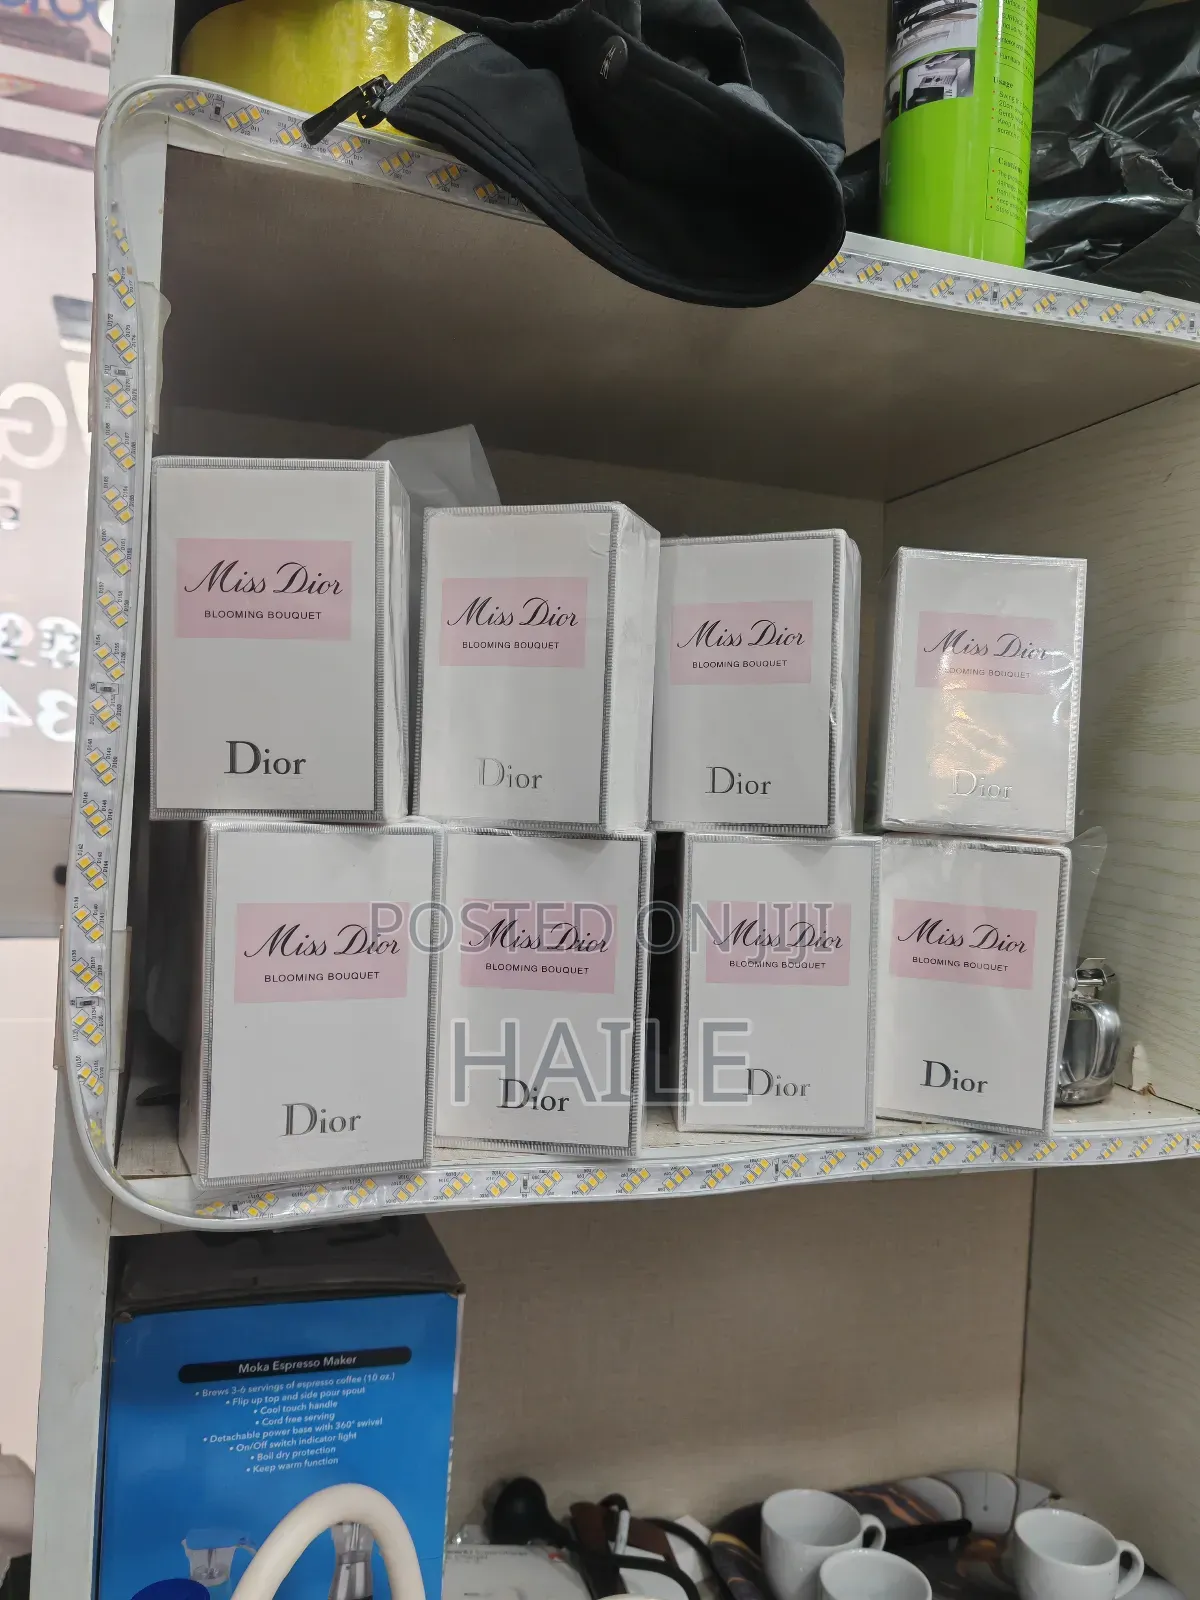 Usage
Miss Dior
BLOOMING BOUQUET
Dior
Miss Dior
BLOOMING BOUQUET
Dior
Miss Dior
BLOOMING BOUQUET
Dior
Miss Dior
BLOOMING BOUQUET
Dior
Miss Dior
BLOOMING BOUQUET
Dior
Miss Dior
BLOOMING BOUQUET
Dior
Miss Dior
BLOOMING BOUQUET
Dior
Miss Dior
BLOOMING BOUQUET
Dior
POSTED ON JIJI
HAILE
Moka Espresso Maker
• Brews 3-6 servings of espresso coffee (10 oz.)
• Flip up top and side pour spout
• Cool touch handle
• Cord free serving
• Detachable power base with 360° swivel
• On/Off switch indicator light
• Boil dry protection
• Keep warm function